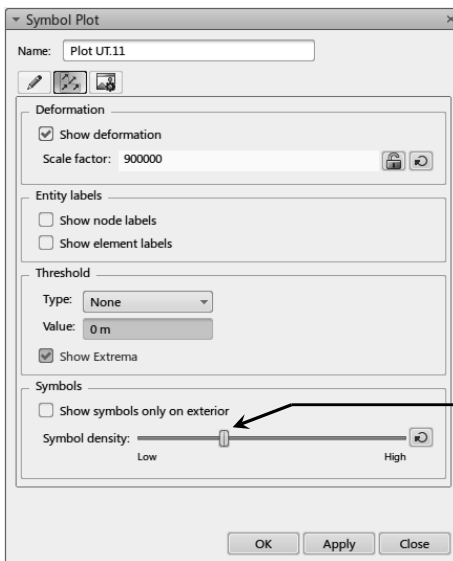 Symbol Plot
Name: Plot UT.11
Deformation
Show deformation
Scale factor: 900000
Entity labels
Show node labels
Show element labels
Threshold
Type: None
Value: 0 m
Show Extrema
Symbols
Show symbols only on exterior
Symbol density:
Low High
OK Apply Close